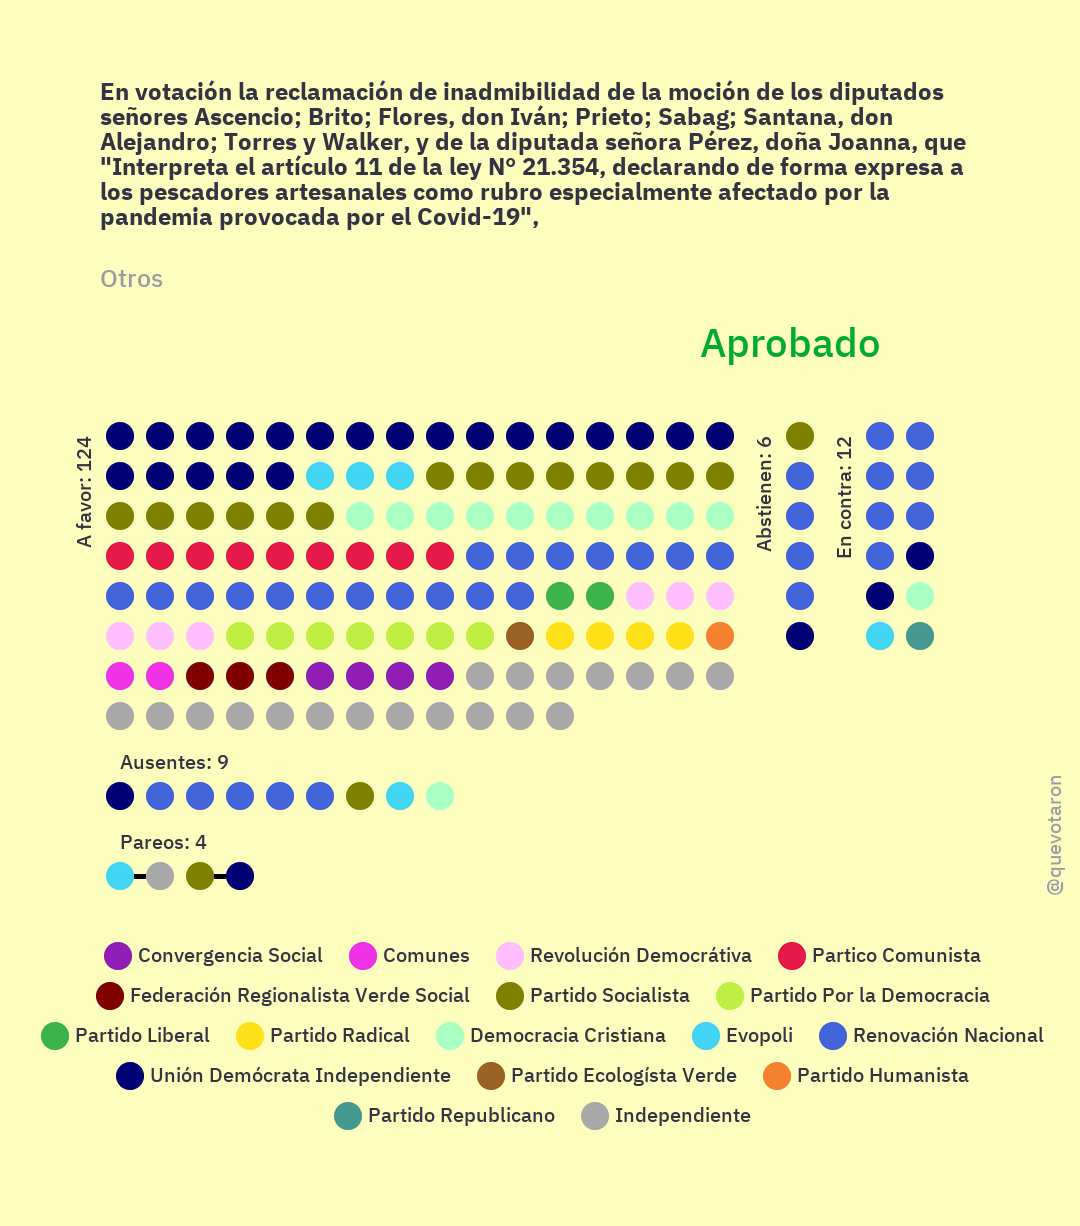 En votación la reclamación de inadmibilidad de la moción de los diputados
señores Ascencio; Brito; Flores, don Iván; Prieto; Sabag; Santana, don
Alejandro; Torres y Walker, y de la diputada señora Pérez, doña Joanna, que
"Interpreta el artículo 11 de la ley N° 21.354, declarando de forma expresa a
los pescadores artesanales como rubro especialmente afectado por la
pandemia provocada por el Covid-19",
Otros
Aprobado
A favor: 124
Abstienen: 6
En contra: 12
Ausentes: 9
Pareos: 4
@quevotaron
Convergencia Social Comunes Revolución Democrátiva Partico Comunista
Federación Regionalista Verde Social Partido Socialista Partido Por la Democracia
Partido Liberal Partido Radical Democracia Cristiana Evopoli Renovación Nacional
Unión Demócrata Independiente Partido Ecologísta Verde Partido Humanista
Partido Republicano Independiente